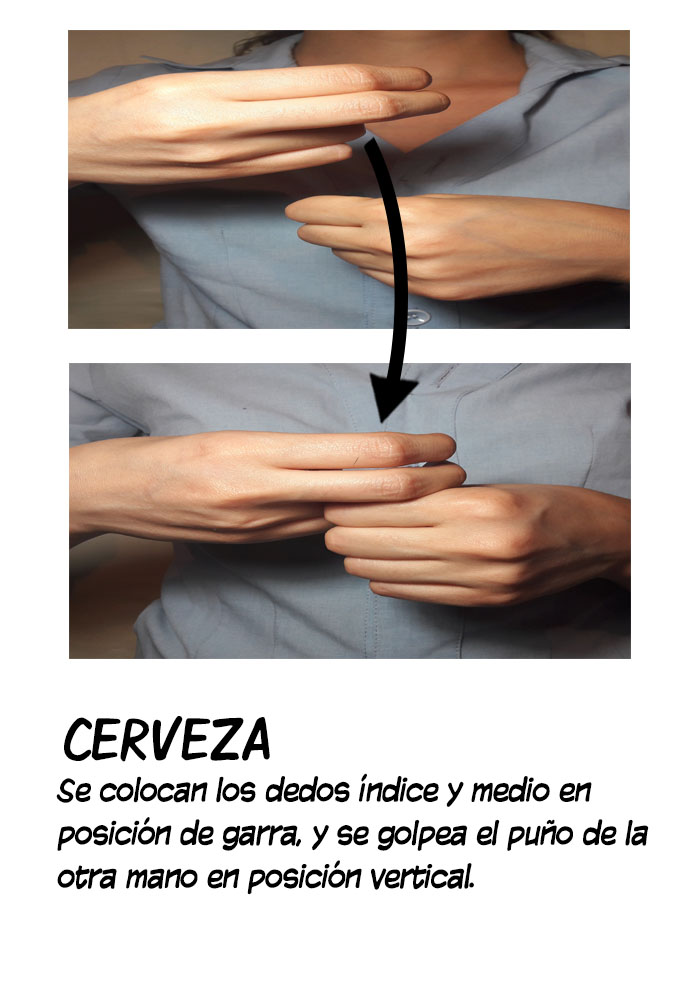 CERVEZA
Se colocan los dedos índice y medio en
posición de garra, y se golpea el puño de la
otra mano en posición vertical.